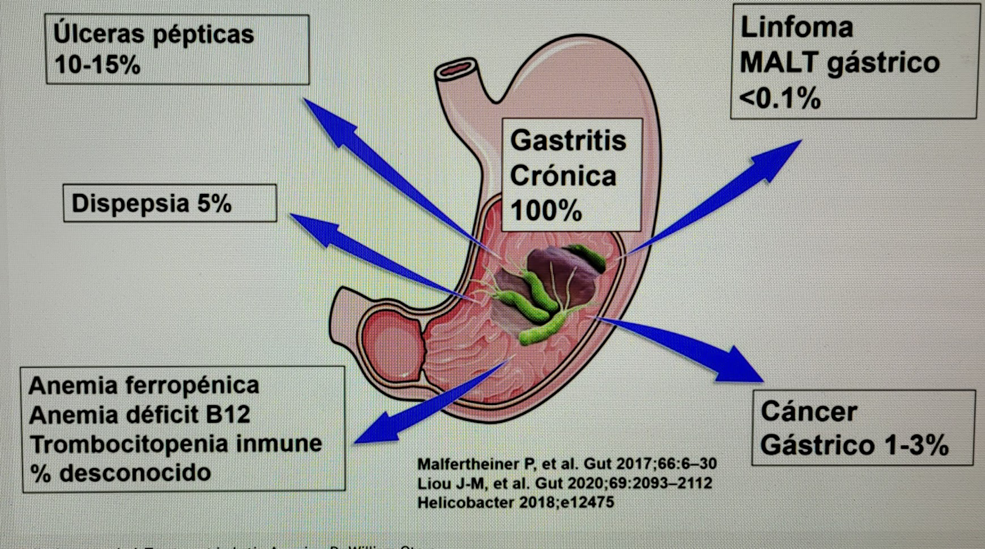 Úlceras pépticas
10-15%
Linfoma
MALT gástrico
<0.1%
Gastritis
Crónica
100%
Dispepsia 5%
Anemia ferropénica
Anemia déficit B12
Trombocitopenia inmune
% desconocido
Cáncer
Gástrico 1-3%
Malfertheiner P, et al. Gut 2017;66:6–30
Liou J-M, et al. Gut 2020;69:2093–2112
Helicobacter 2018;e12475